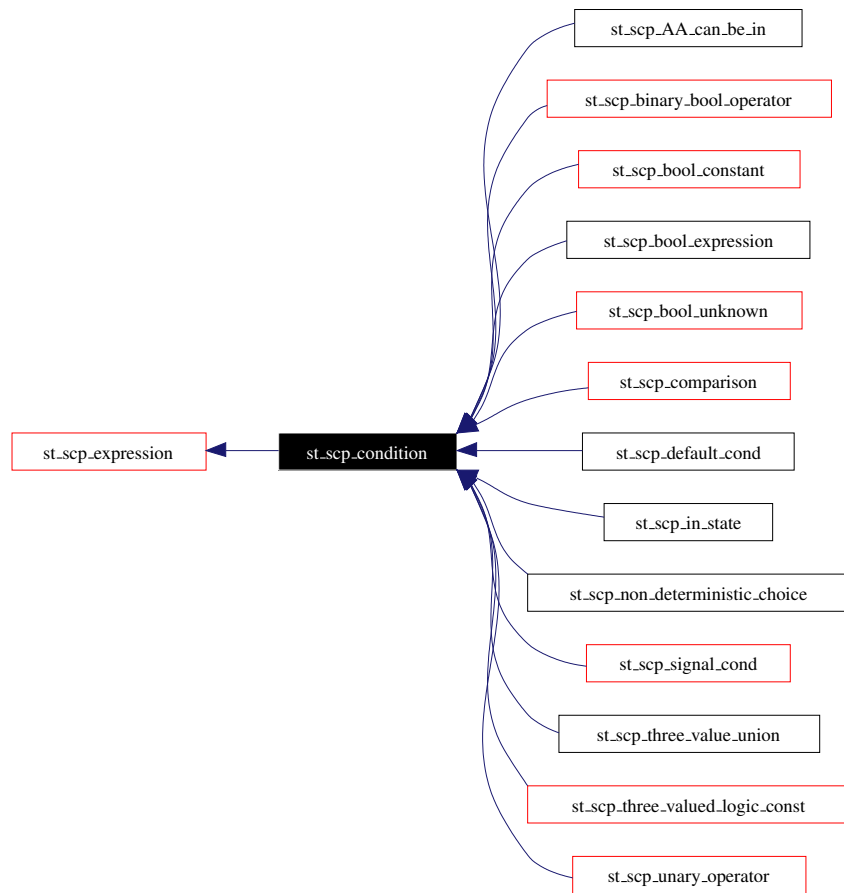 st_scp_AA_can_be_in
st_scp_binary_bool_operator
st_scp_bool_constant
st_scp_bool_expression
st_scp_bool_unknown
st_scp_comparison
st_scp_expression
st_scp_condition
st_scp_default_cond
st_scp_in_state
st_scp_non_deterministic_choice
st_scp_signal_cond
st_scp_three_value_union
st_scp_three_valued_logic_const
st_scp_unary_operator